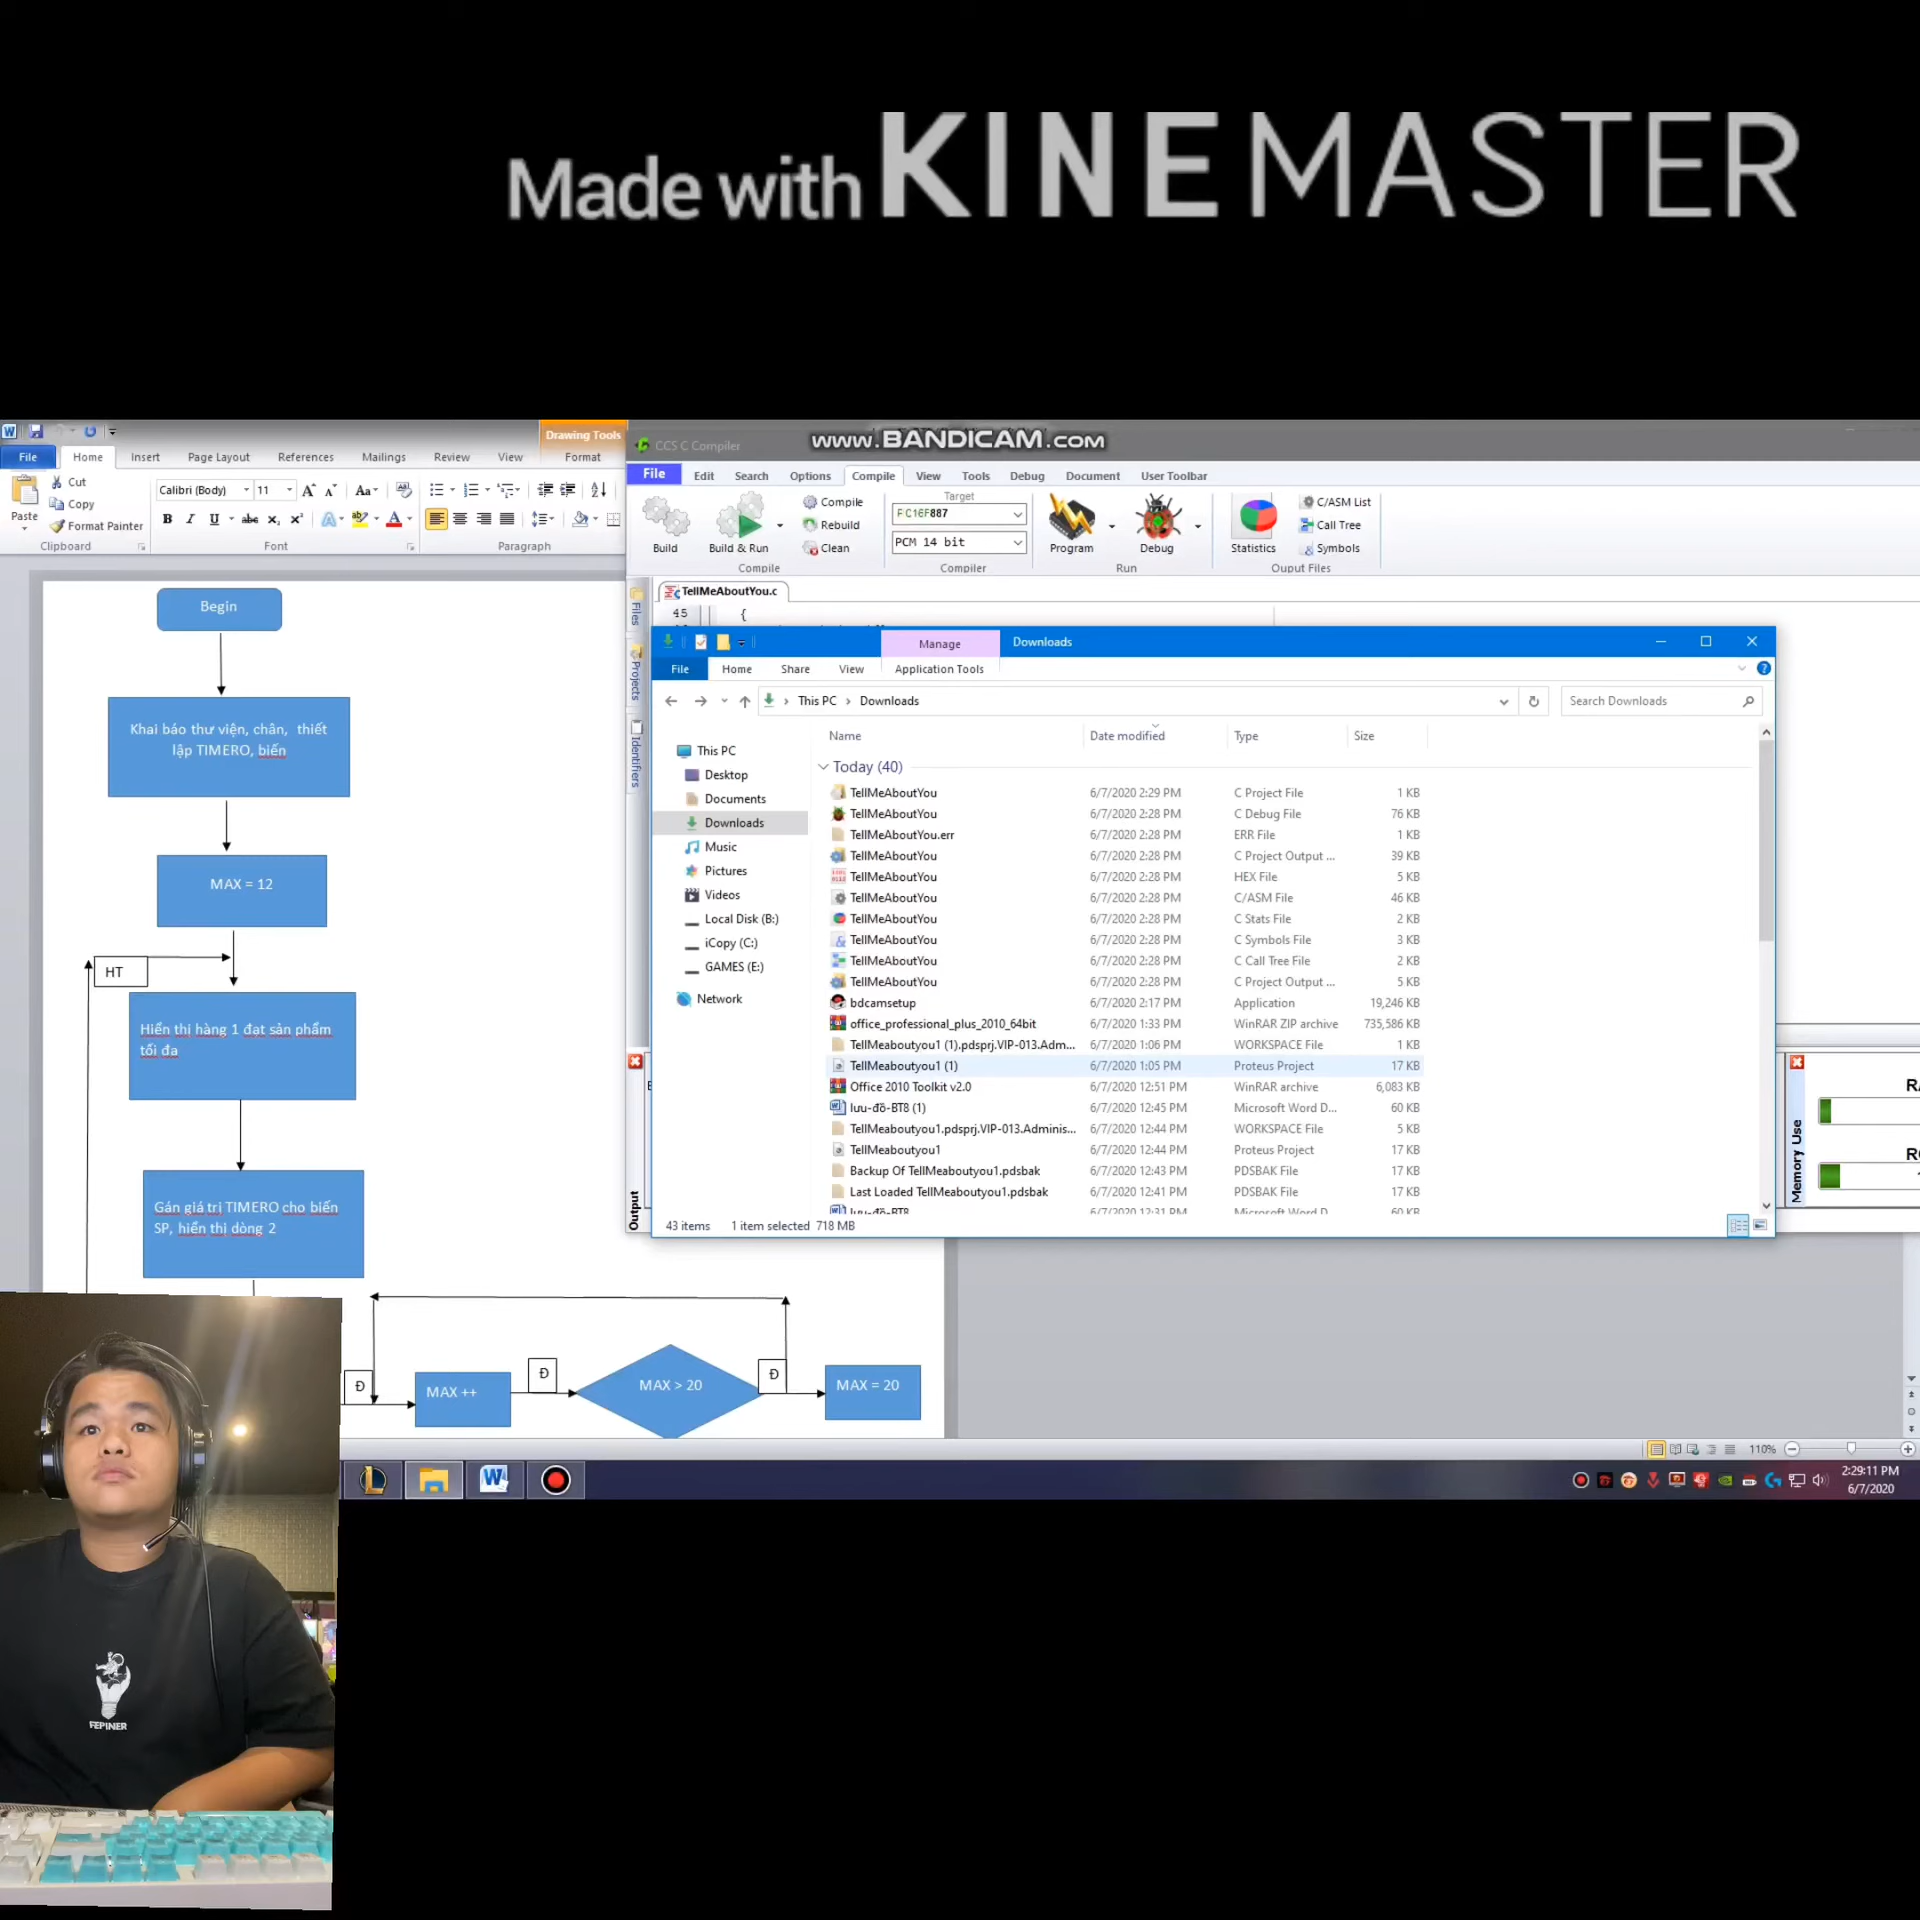 Made with KINEMASTER
Drawing Tools
CCS C Compiler
www.BANDICAM.com
File Home Insert Page Layout References Mailings Review View Format
File Edit Search Options Compile View Tools Debug Document User Toolbar
Paste
Cut
Copy
Format Painter
Clipboard
Calibri (Body) 11
Font
Paragraph
Build
Build & Run
Compile
Rebuild
Clean
Compile
Target
PCM 14 bit
Compiler
Program
Debug
Run
Statistics
C/ASM List
Call Tree
Symbols
Ouput Files
Files
Projects
Identifiers
TellMeAboutYou.c
45 {
Begin
Khai báo thư viện, chân, thiết
lập TIMERO, biến
MAX = 12
HT
Hiển thị hàng 1 đạt sản phẩm
tối đa
Gán giá trị TIMERO cho biến
SP, hiển thị dòng 2
Đ
MAX ++
Đ
MAX > 20
Đ
MAX = 20
Manage
Downloads
File Home Share View Application Tools
This PC > Downloads
Search Downloads
This PC
Desktop
Documents
Downloads
Music
Pictures
Videos
Local Disk (B:)
iCopy (C:)
GAMES (E:)
Network
Name Date modified Type Size
Today (40)
TellMeAboutYou 6/7/2020 2:29 PM C Project File 1 KB
TellMeAboutYou 6/7/2020 2:28 PM C Debug File 76 KB
TellMeAboutYou.err 6/7/2020 2:28 PM ERR File 1 KB
TellMeAboutYou 6/7/2020 2:28 PM C Project Output ... 39 KB
TellMeAboutYou 6/7/2020 2:28 PM HEX File 5 KB
TellMeAboutYou 6/7/2020 2:28 PM C/ASM File 46 KB
TellMeAboutYou 6/7/2020 2:28 PM C Stats File 2 KB
TellMeAboutYou 6/7/2020 2:28 PM C Symbols File 3 KB
TellMeAboutYou 6/7/2020 2:28 PM C Call Tree File 2 KB
TellMeAboutYou 6/7/2020 2:28 PM C Project Output ... 5 KB
bdcamsetup 6/7/2020 2:17 PM Application 19,246 KB
office_professional_plus_2010_64bit 6/7/2020 1:33 PM WinRAR ZIP archive 735,586 KB
TellMeaboutyou1 (1).pdsprj.VIP-013.Adm... 6/7/2020 1:06 PM WORKSPACE File 1 KB
TellMeaboutyou1 (1) 6/7/2020 1:05 PM Proteus Project 17 KB
Office 2010 Toolkit v2.0 6/7/2020 12:51 PM WinRAR archive 6,083 KB
lưu-đồ-BT8 (1) 6/7/2020 12:45 PM Microsoft Word D... 60 KB
TellMeaboutyou1.pdsprj.VIP-013.Adminis... 6/7/2020 12:44 PM WORKSPACE File 5 KB
TellMeaboutyou1 6/7/2020 12:44 PM Proteus Project 17 KB
Backup Of TellMeaboutyou1.pdsbak 6/7/2020 12:43 PM PDSBAK File 17 KB
Last Loaded TellMeaboutyou1.pdsbak 6/7/2020 12:41 PM PDSBAK File 17 KB
lưu-đồ-BT8 6/7/2020 12:31 PM Microsoft Word D 60 KB
43 items 1 item selected 718 MB
Output
Memory Use
110%
2:29:11 PM
6/7/2020
FEPINER